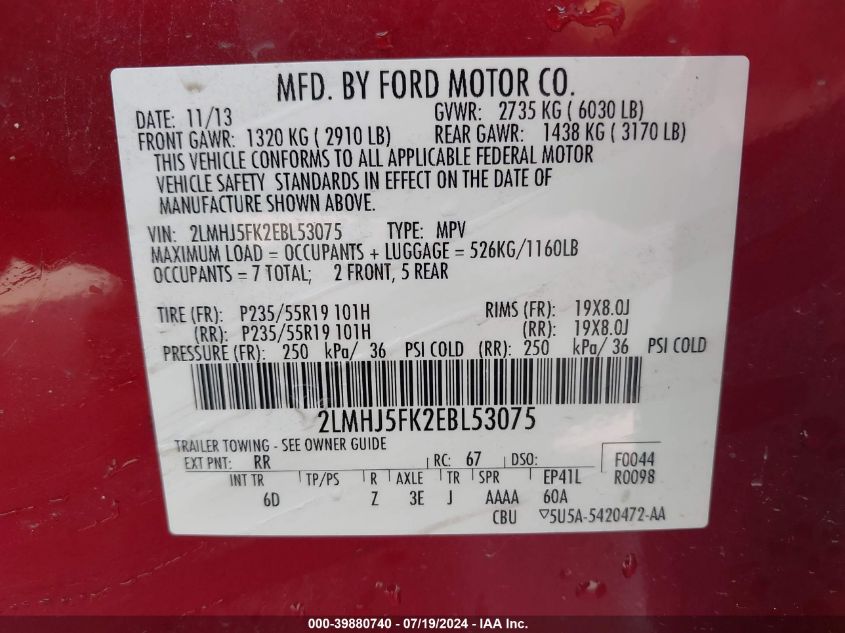 MFD. BY FORD MOTOR CO.
DATE: 11/13 GVWR: 2735 KG ( 6030 LB)
FRONT GAWR: 1320 KG ( 2910 LB) REAR GAWR: 1438 KG ( 3170 LB)
THIS VEHICLE CONFORMS TO ALL APPLICABLE FEDERAL MOTOR
VEHICLE SAFETY STANDARDS IN EFFECT ON THE DATE OF
MANUFACTURE SHOWN ABOVE.
VIN: 2LMHJ5FK2EBL53075 TYPE: MPV
MAXIMUM LOAD = OCCUPANTS + LUGGAGE = 526KG/1160LB
OCCUPANTS = 7 TOTAL; 2 FRONT, 5 REAR
TIRE (FR): P235/55R19 101H RIMS (FR): 19X8.0J
(RR): P235/55R19 101H (RR): 19X8.0J
PRESSURE (FR): 250 kPa/ 36 PSI COLD (RR): 250 kPa/ 36 PSI COLD
2LMHJ5FK2EBL53075
TRAILER TOWING - SEE OWNER GUIDE
EXT PNT: RR RC: 67 DSO: F0044
R0098
INT TR TP/PS R AXLE TR SPR EP41L
6D Z 3E J AAAA 60A
CBU ▽5U5A-5420472-AA
000-39880740 - 07/19/2024 - IAA Inc.